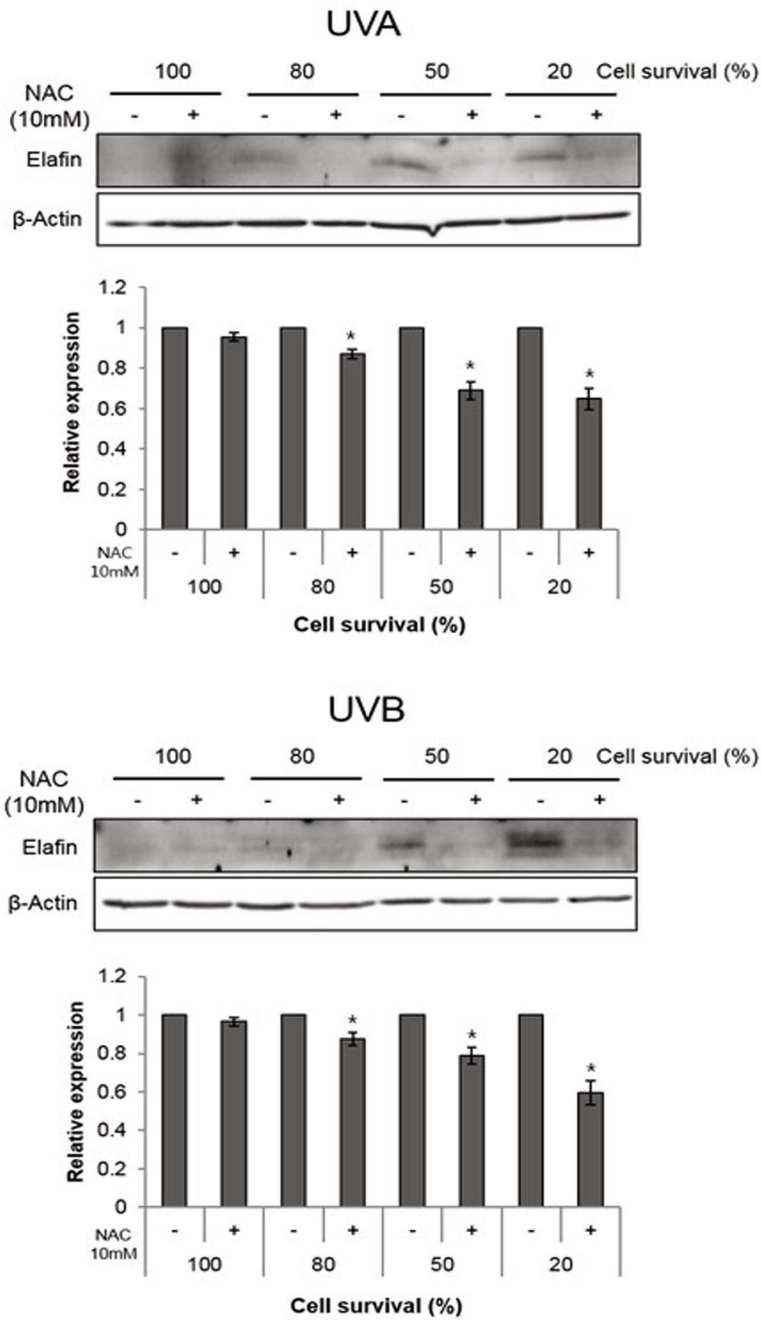 UVA
100 80 50 20 Cell survival (%)
NAC
(10mM) - + - + - + - +
Elafin
β-Actin
1.2
1
0.8
0.6
0.4
0.2
0
Relative expression
* * *
NAC - + - + - + - +
10mM
100 80 50 20
Cell survival (%)
UVB
100 80 50 20 Cell survival (%)
NAC
(10mM) - + - + - + - +
Elafin
β-Actin
1.2
1
0.8
0.6
0.4
0.2
0
Relative expression
* * *
NAC - + - + - + - +
10mM
100 80 50 20
Cell survival (%)